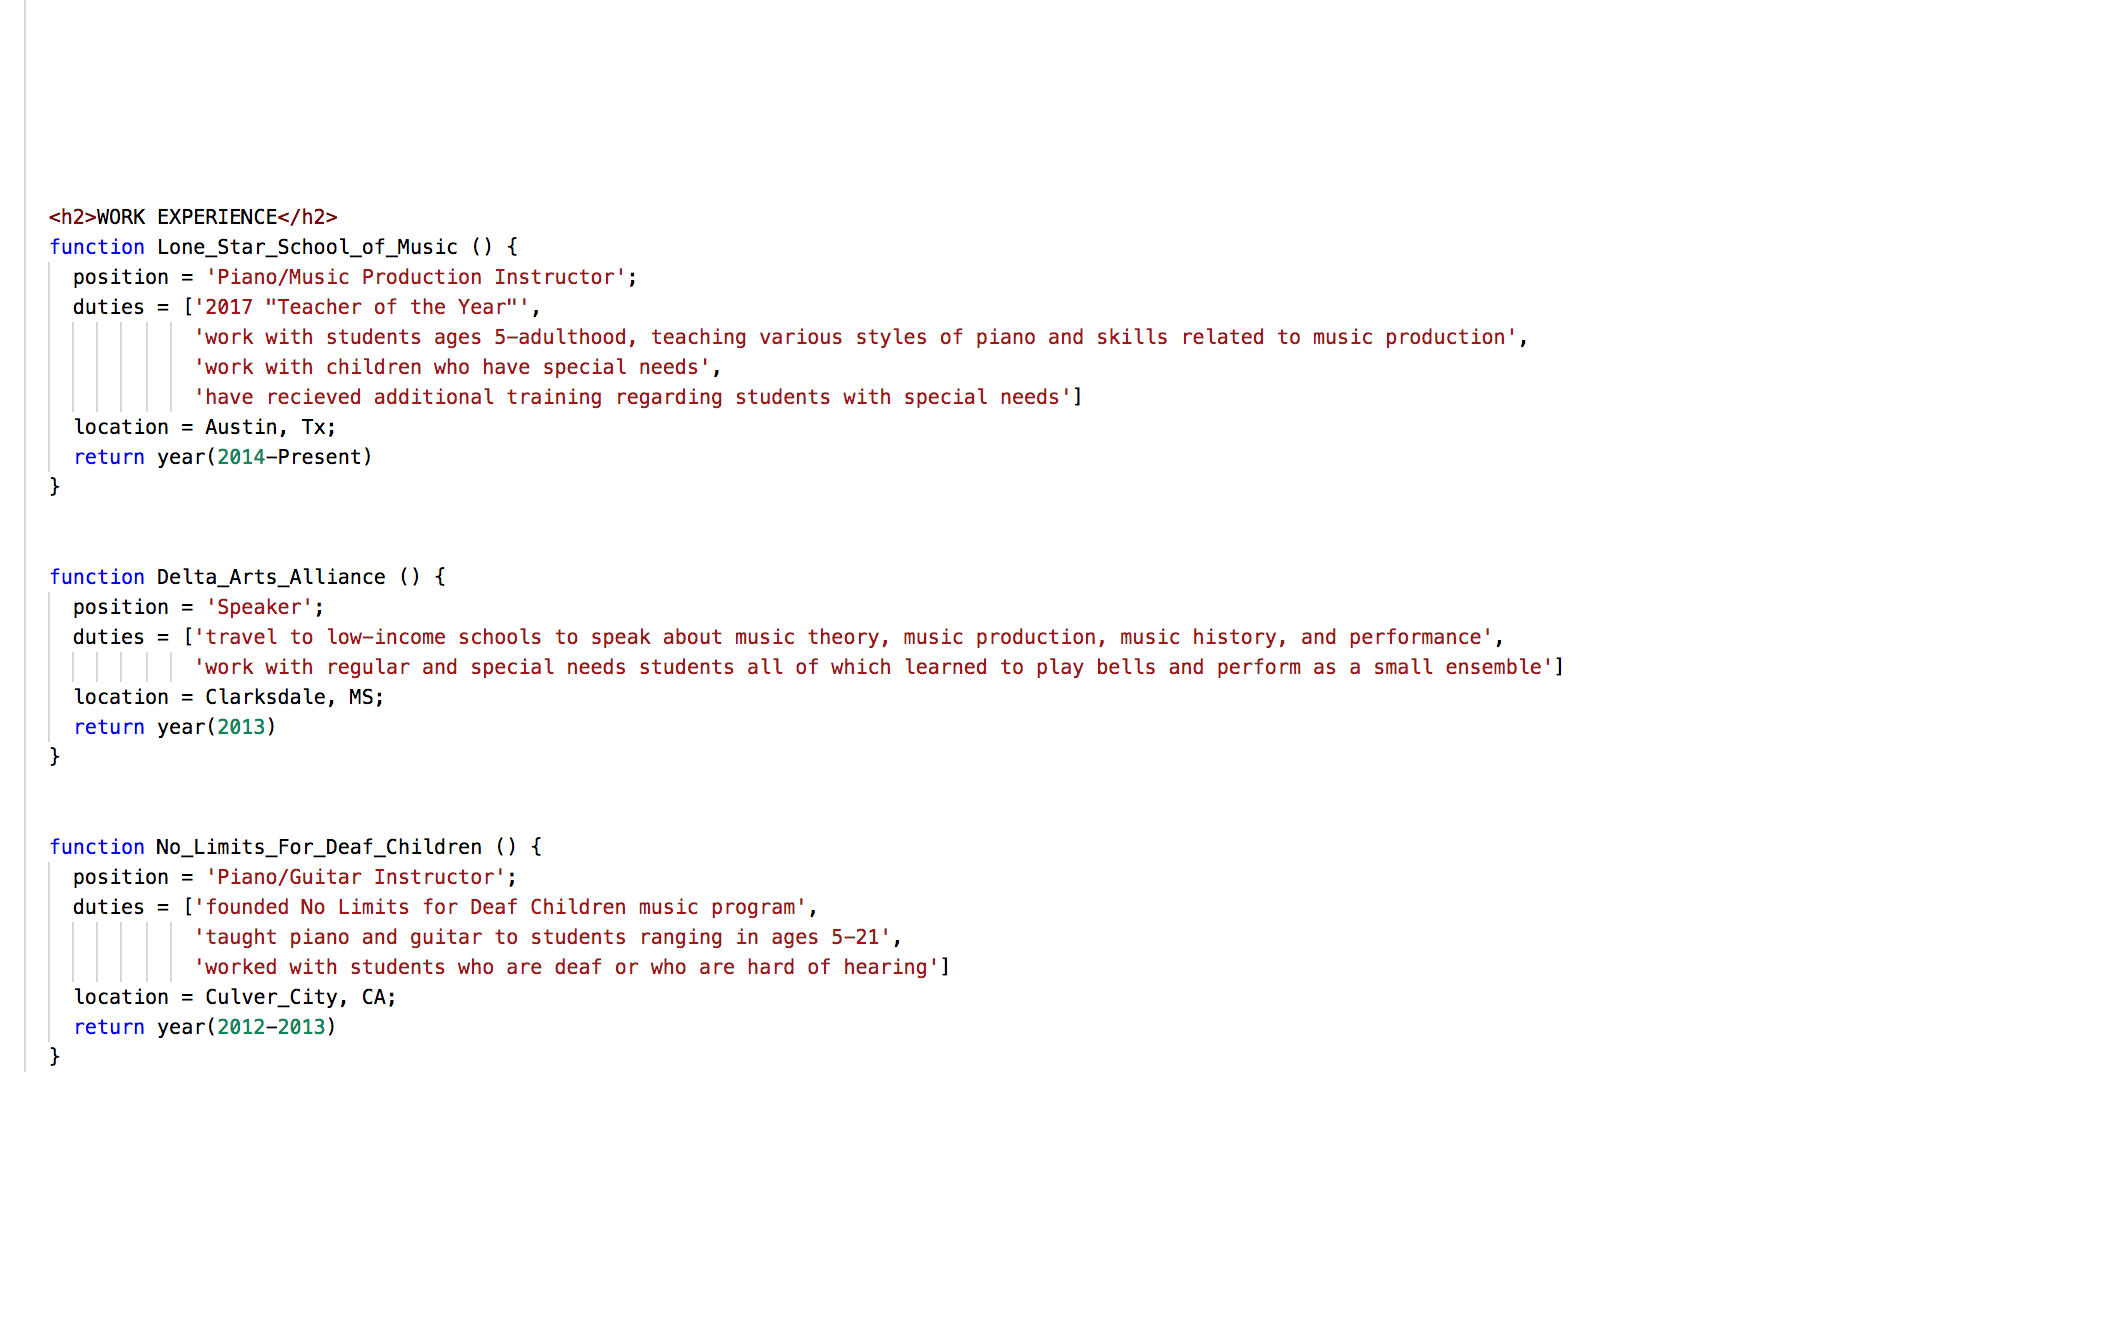 <h2>WORK EXPERIENCE</h2>
function Lone_Star_School_of_Music () {
position = 'Piano/Music Production Instructor';
duties = ['2017 "Teacher of the Year"',
'work with students ages 5-adulthood, teaching various styles of piano and skills related to music production',
'work with children who have special needs',
'have recieved additional training regarding students with special needs']
location = Austin, Tx;
return year(2014-Present)
}
function Delta_Arts_Alliance () {
position = 'Speaker';
duties = ['travel to low-income schools to speak about music theory, music production, music history, and performance',
'work with regular and special needs students all of which learned to play bells and perform as a small ensemble']
location = Clarksdale, MS;
return year(2013)
}
function No_Limits_For_Deaf_Children () {
position = 'Piano/Guitar Instructor';
duties = ['founded No Limits for Deaf Children music program',
'taught piano and guitar to students ranging in ages 5-21',
'worked with students who are deaf or who are hard of hearing']
location = Culver_City, CA;
return year(2012-2013)
}